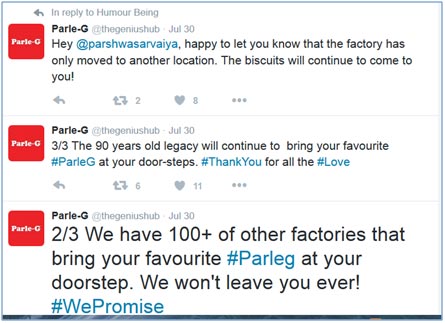 In reply to Humour Being
Parle-G @thegeniushub · Jul 30
Parle-G
Hey @parshwasarvaiya, happy to let you know that the factory has
only moved to another location. The biscuits will continue to come to
you!
2 8
Parle-G @thegeniushub · Jul 30
Parle-G
3/3 The 90 years old legacy will continue to bring your favourite
#ParleG at your door-steps. #ThankYou for all the #Love
6 11
Parle-G @thegeniushub · Jul 30
Parle-G
2/3 We have 100+ of other factories that
bring your favourite #Parleg at your
doorstep. We won't leave you ever!
#WePromise